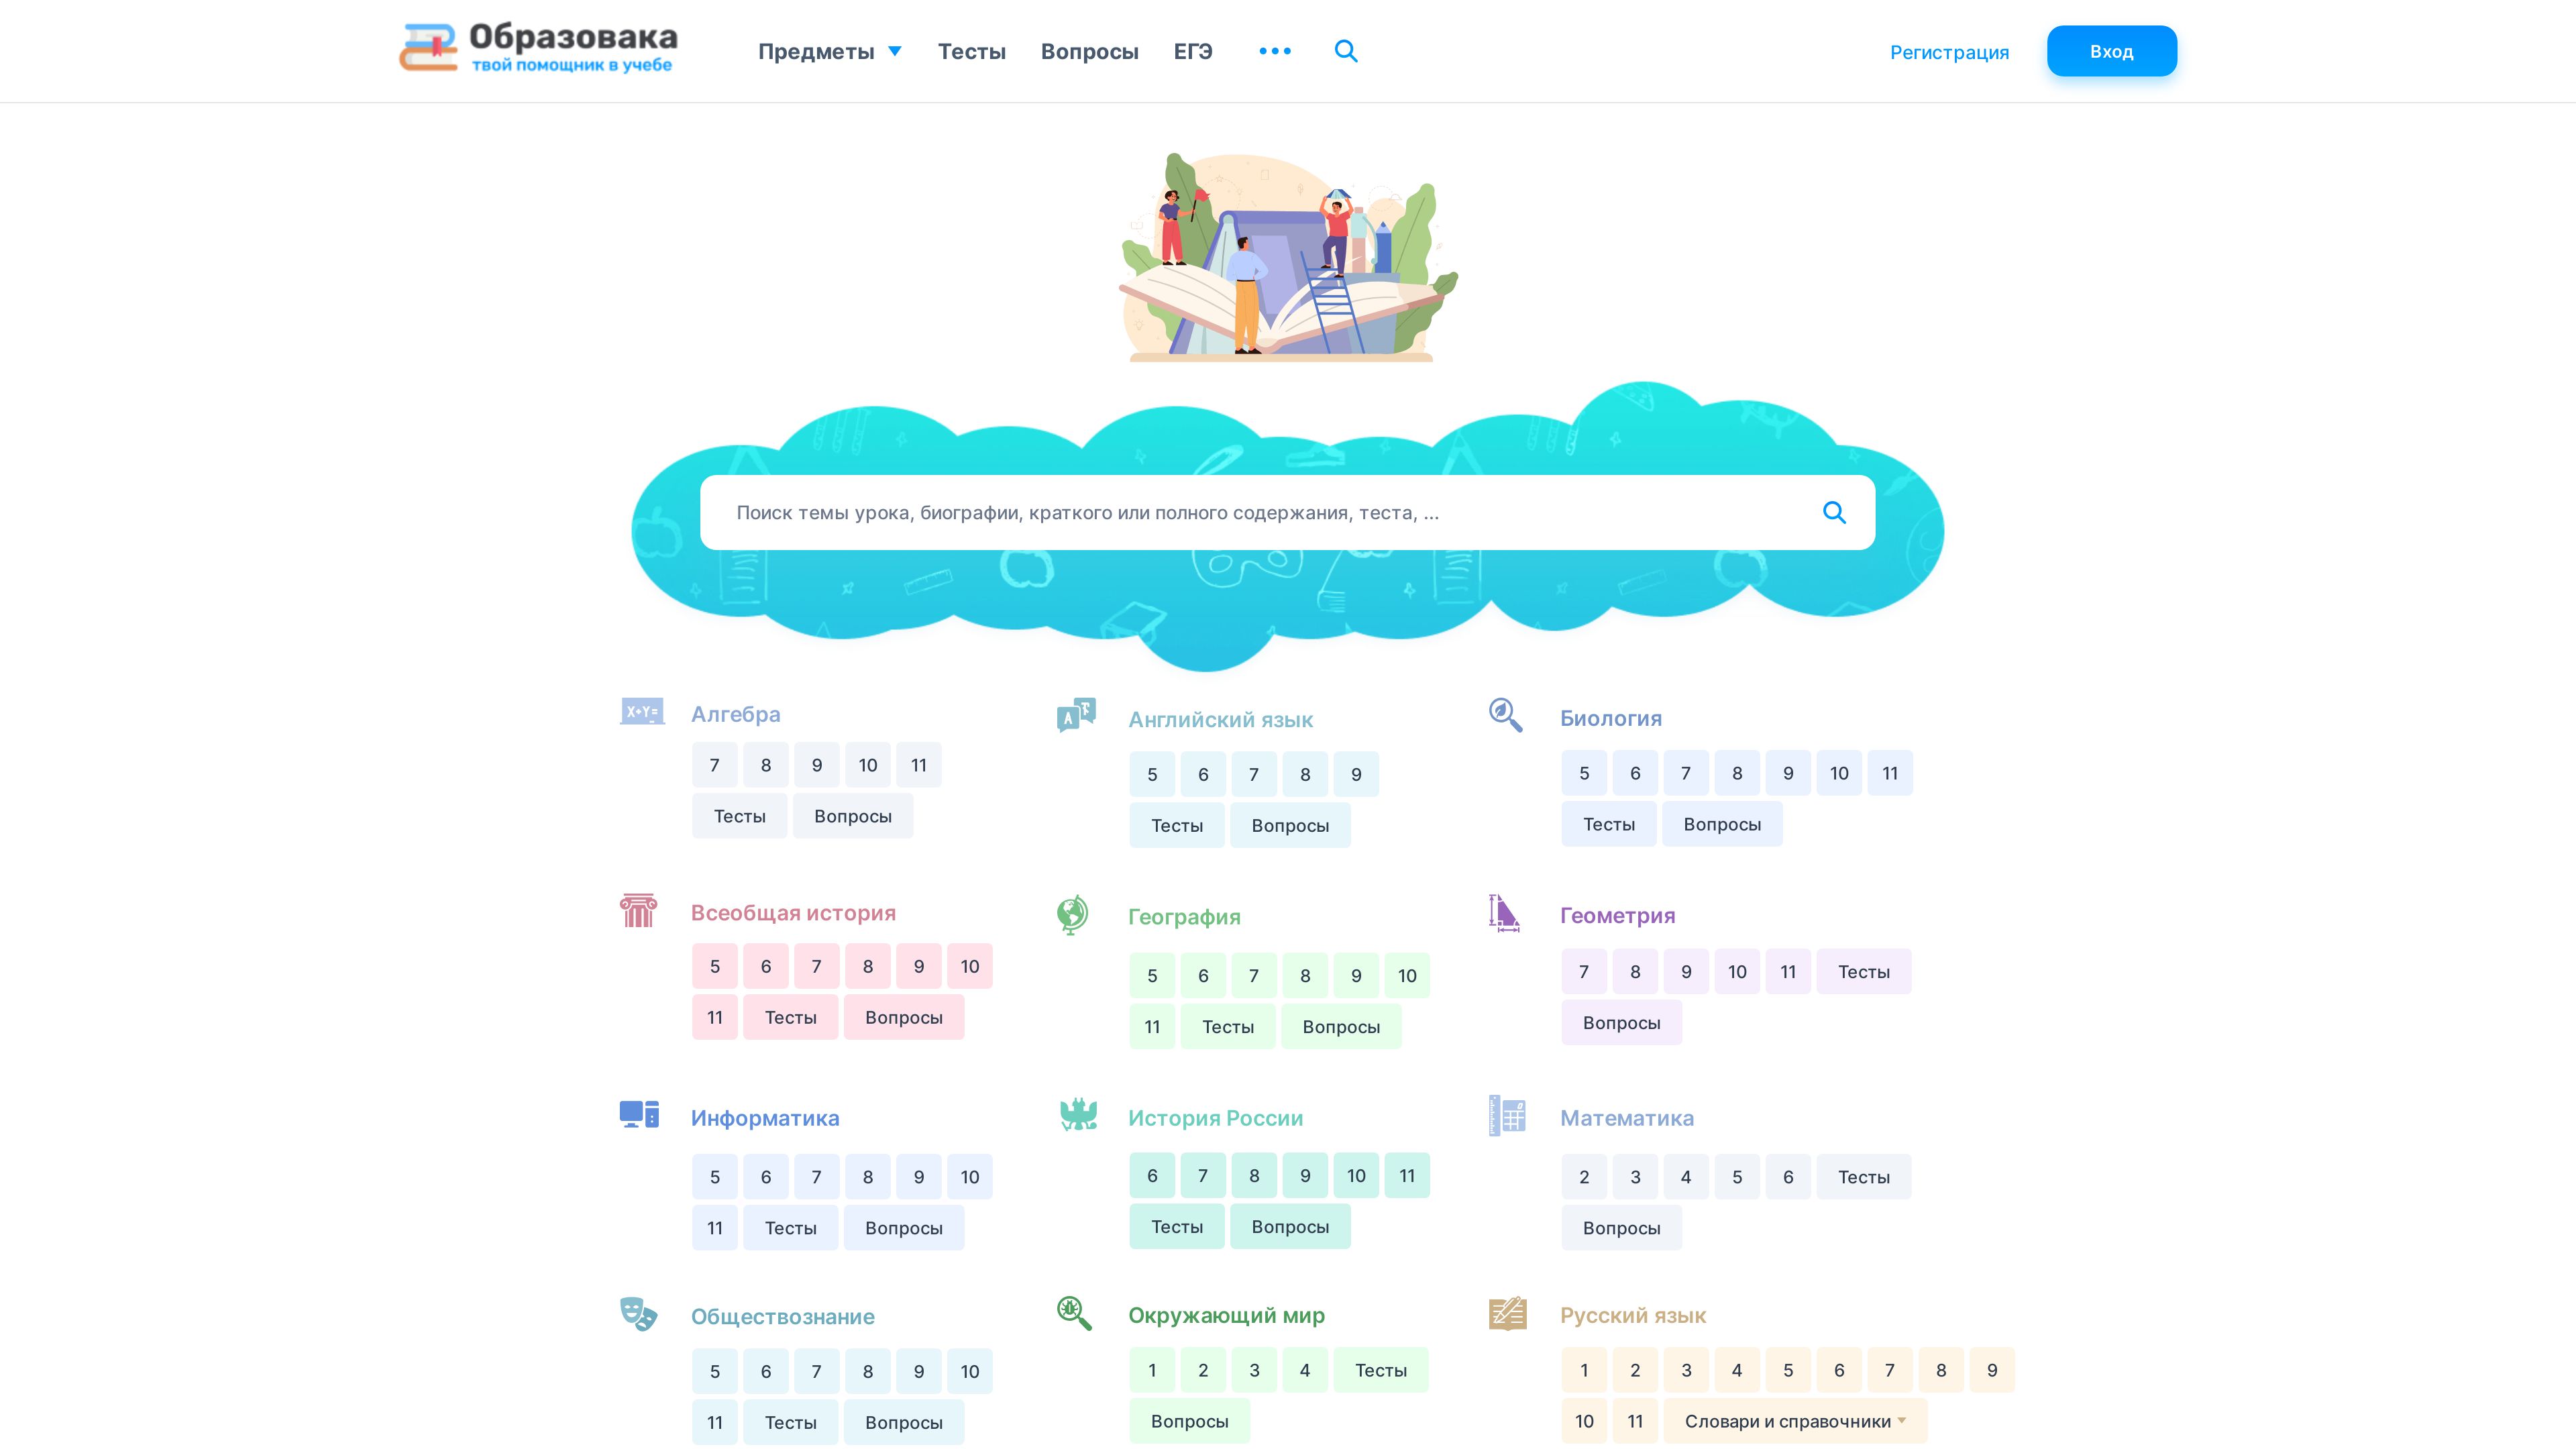 Образовака
твой помощник в учебе
Предметы Тесты Вопросы ЕГЭ
Регистрация Вход
Поиск темы урока, биографии, краткого или полного содержания, теста, ...
X+Y=
Алгебра
7 8 9 10 11
Тесты Вопросы
A
Английский язык
5 6 7 8 9
Тесты Вопросы
Биология
5 6 7 8 9 10 11
Тесты Вопросы
Всеобщая история
5 6 7 8 9 10
11 Тесты Вопросы
География
5 6 7 8 9 10
11 Тесты Вопросы
Геометрия
7 8 9 10 11 Тесты
Вопросы
Информатика
5 6 7 8 9 10
11 Тесты Вопросы
История России
6 7 8 9 10 11
Тесты Вопросы
Математика
2 3 4 5 6 Тесты
Вопросы
Обществознание
5 6 7 8 9 10
11 Тесты Вопросы
Окружающий мир
1 2 3 4 Тесты
Вопросы
Русский язык
1 2 3 4 5 6 7 8 9
10 11 Словари и справочники